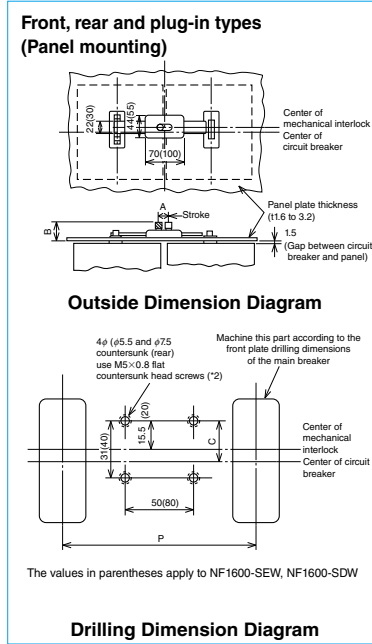 Front, rear and plug-in types
(Panel mounting)
22(30)
44(55)
70(100)
Center of
mechanical interlock
Center of
circuit breaker
A
Stroke
B
Panel plate thickness
(t1.6 to 3.2)
1.5
(Gap between circuit
breaker and panel)
Outside Dimension Diagram
4ϕ (ϕ5.5 and ϕ7.5
countersunk (rear)
use M5×0.8 flat
countersunk head screws (*2)
Machine this part according to the
front plate drilling dimensions
of the main breaker
31(40)
15.5
(20)
C
Center of
mechanical
interlock
Center of circuit
breaker
50(80)
P
The values in parentheses apply to NF1600-SEW, NF1600-SDW
Drilling Dimension Diagram